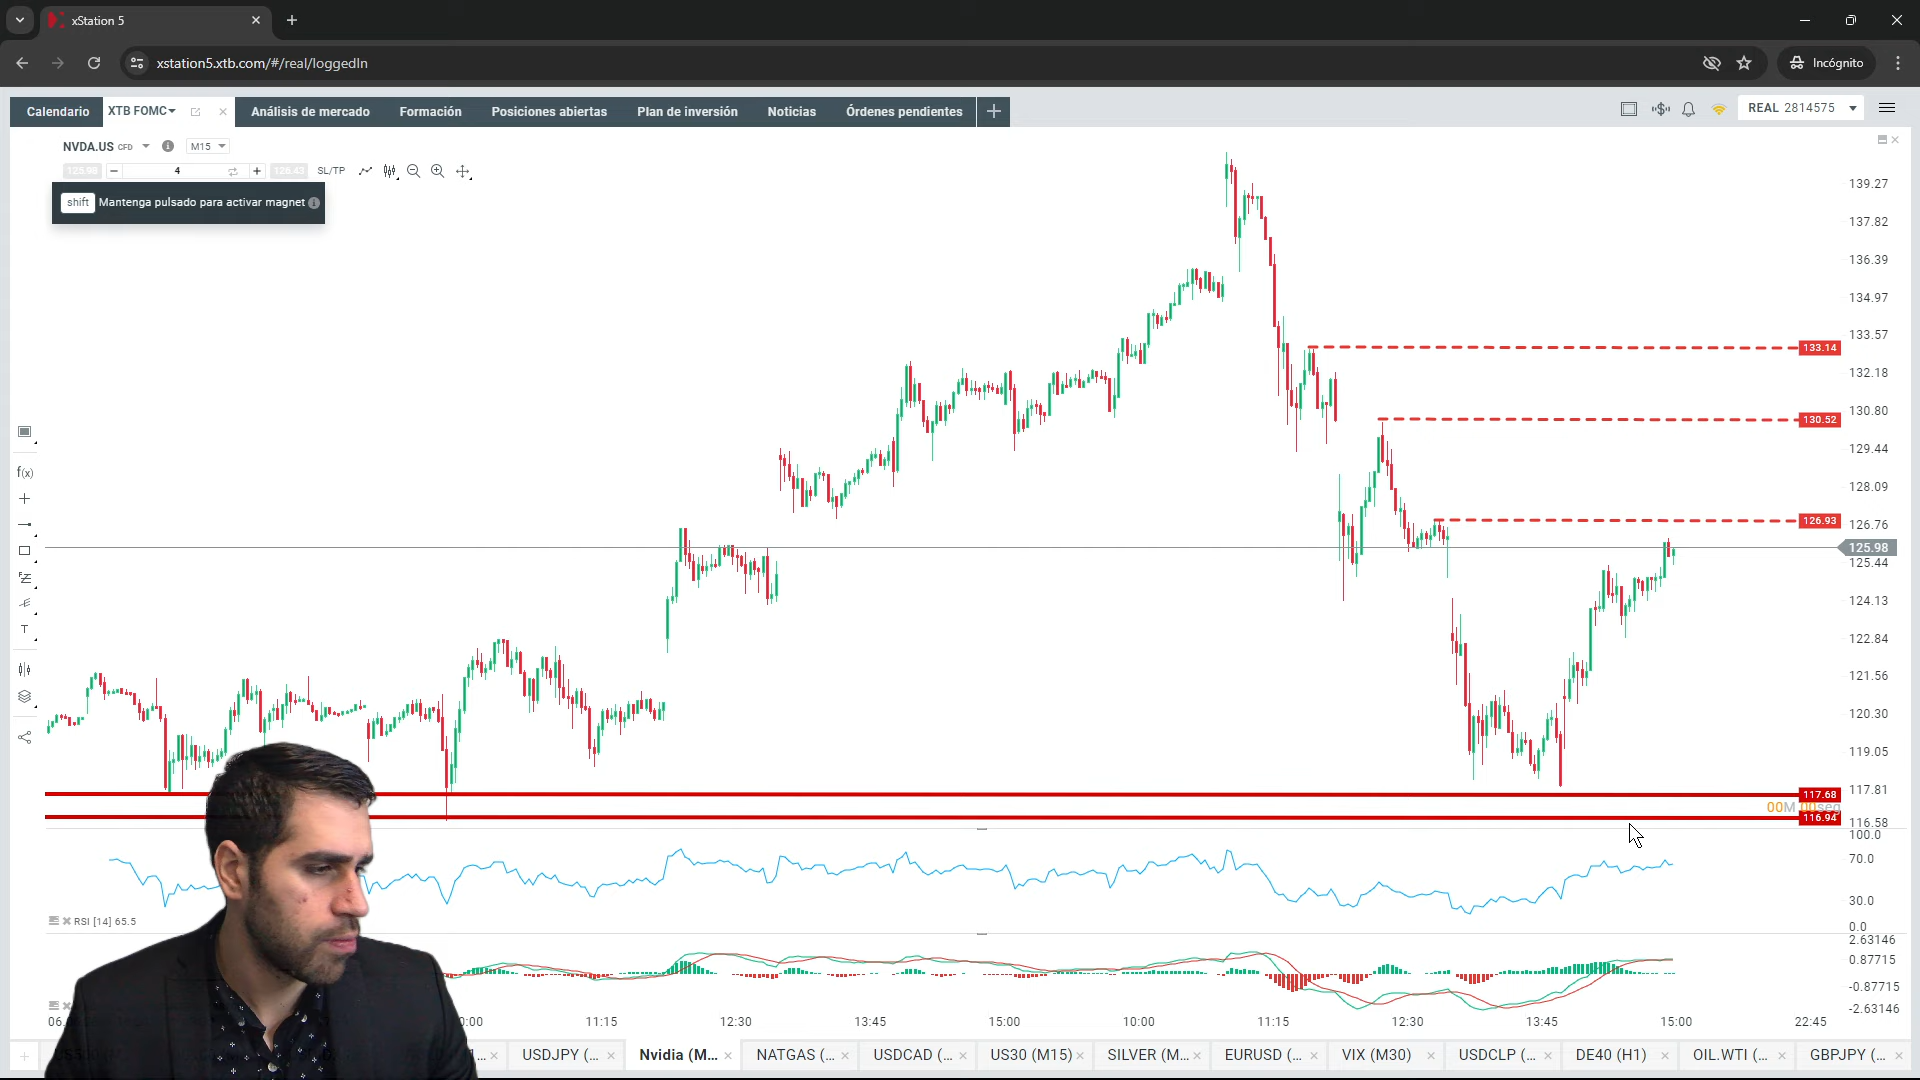 xStation 5
xstation5.xtb.com/#/real/loggedIn
Incógnito
Calendario
XTB FOMC
Análisis de mercado
Formación
Posiciones abiertas
Plan de inversión
Noticias
Órdenes pendientes
REAL 2814575
NVDA.US CFD
M15
4
126.43
SL/TP
shift Mantenga pulsado para activar magnet
139.27
137.82
136.39
134.97
133.57
133.14
132.18
130.80
130.52
129.44
128.09
126.93
126.76
125.98
125.44
124.13
122.84
121.56
120.30
119.05
117.81
117.68
00M 00seg
116.94
116.58
f(x)
T
100.0
70.0
30.0
0.0
RSI [14] 65.5
2.63146
0.87715
-0.87715
-2.63146
06.
0:00
11:15
12:30
13:45
15:00
10:00
11:15
12:30
13:45
15:00
22:45
USDJPY (...
Nvidia (M...
NATGAS (...
USDCAD (...
US30 (M15)
SILVER (M...
EURUSD (...
VIX (M30)
USDCLP (...
DE40 (H1)
OIL.WTI (...
GBPJPY (...